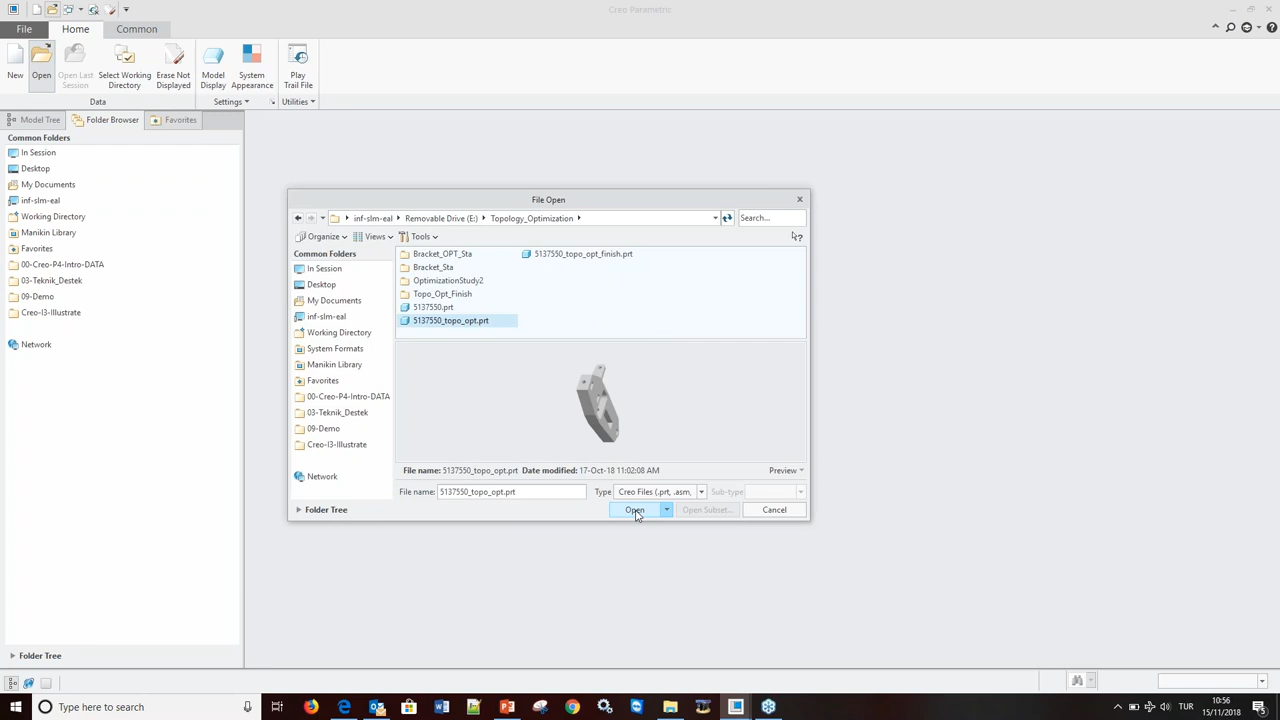 Creo Parametric
File
Home
Common
New
Open
Open Last
Session
Select Working
Directory
Erase Not
Displayed
Model
Display
System
Appearance
Play
Trail File
Data
Settings
Utilities
Model Tree
Folder Browser
Favorites
Common Folders
In Session
Desktop
My Documents
inf-slm-eal
Working Directory
Manikin Library
Favorites
00-Creo-P4-Intro-DATA
03-Teknik_Destek
09-Demo
Creo-I3-Illustrate
Network
Folder Tree
File Open
inf-slm-eal
Removable Drive (E:)
Topology_Optimization
Search...
Organize
Views
Tools
Common Folders
In Session
Desktop
My Documents
inf-slm-eal
Working Directory
System Formats
Manikin Library
Favorites
00-Creo-P4-Intro-DATA
03-Teknik_Destek
09-Demo
Creo-I3-Illustrate
Network
Bracket_OPT_Sta
Bracket_Sta
OptimizationStudy2
Topo_Opt_Finish
5137550.prt
5137550_topo_opt.prt
5137550_topo_opt_finish.prt
File name: 5137550_topo_opt.prt Date modified: 17-Oct-18 11:02:08 AM
Preview
File name: 5137550_topo_opt.prt
Type Creo Files (.prt, .asm,
Sub-type
Folder Tree
Open
Open Subset...
Cancel
Type here to search
TUR
10:56
15/11/2018